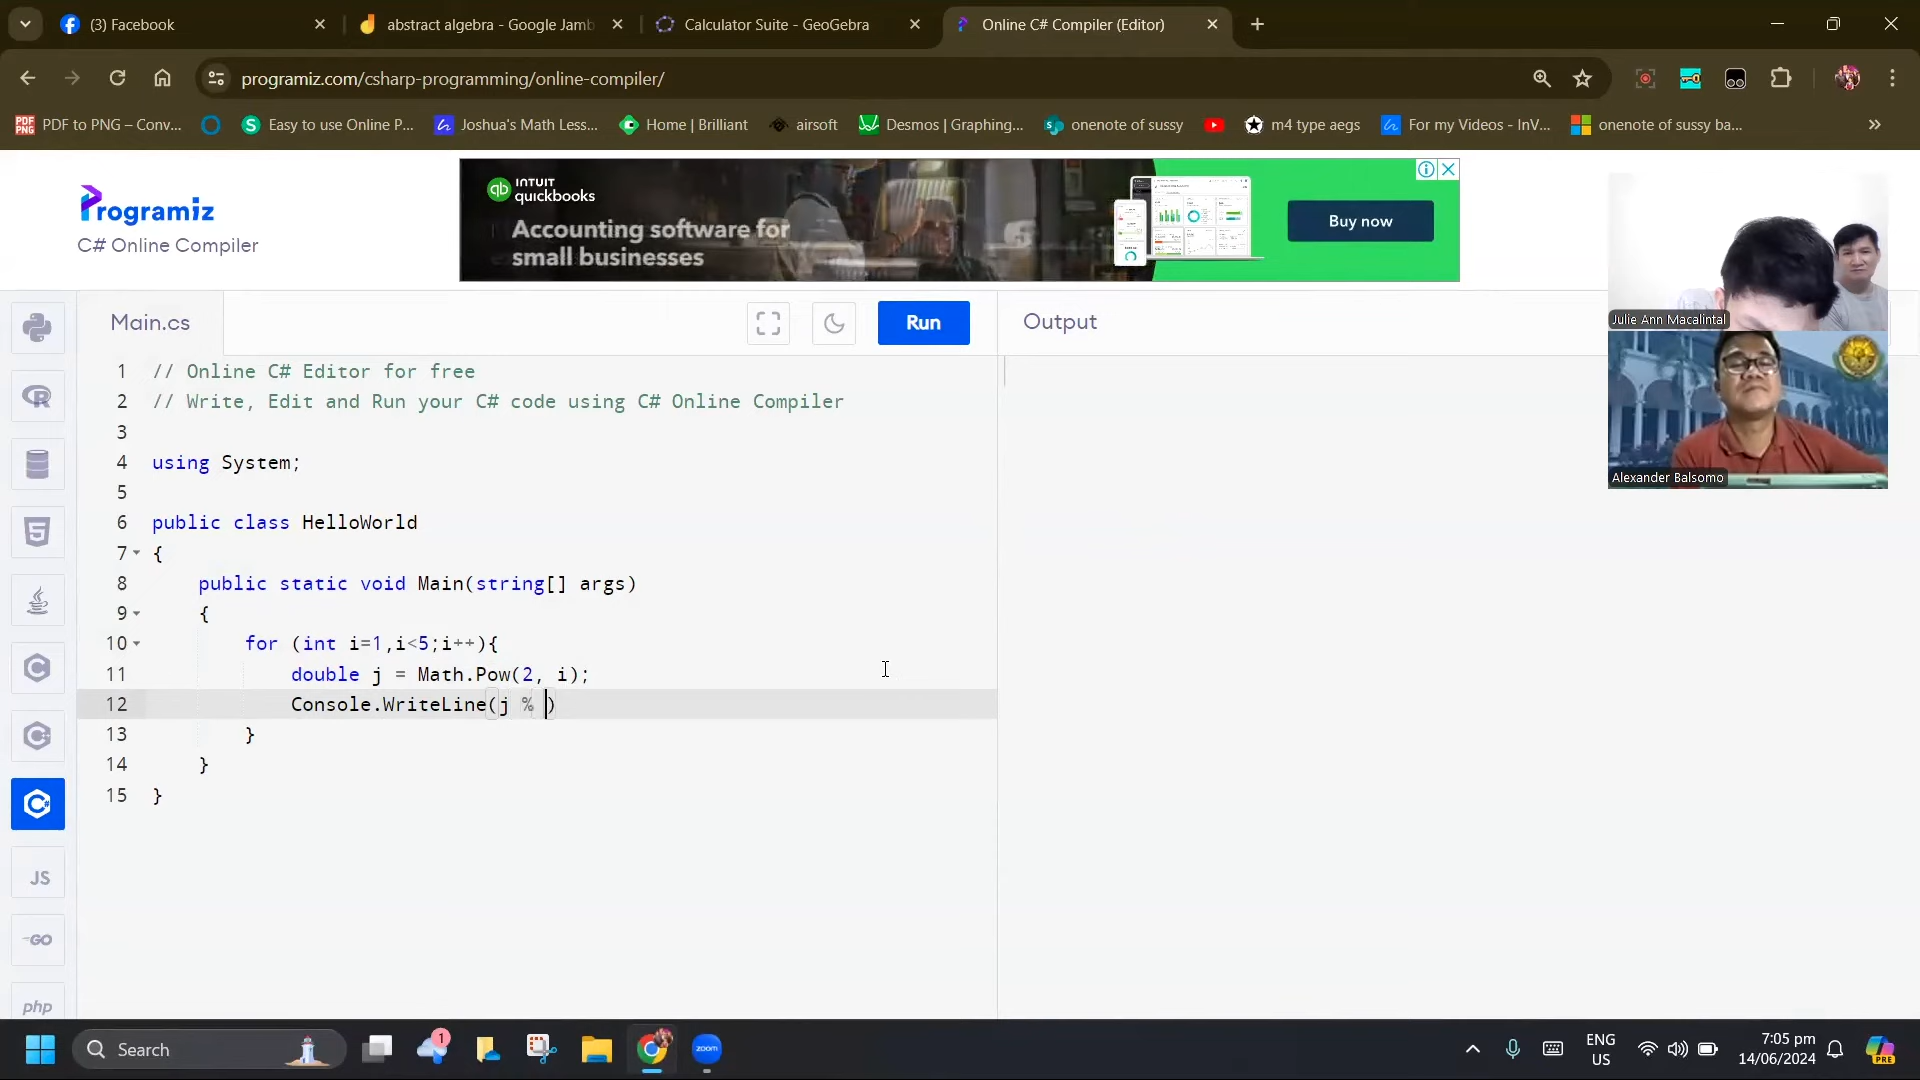 (3) Facebook
abstract algebra - Google Jamb
Calculator Suite - GeoGebra
Online C# Compiler (Editor)
programiz.com/csharp-programming/online-compiler/
PDF to PNG – Conv...
Easy to use Online P...
Joshua's Math Less...
Home | Brilliant
airsoft
Desmos | Graphing...
onenote of sussy
m4 type aegs
For my Videos - InV...
onenote of sussy ba...
Programiz
C# Online Compiler
INTUIT
quickbooks
Accounting software for
small businesses
Buy now
Main.cs
Run
Output
Julie Ann Macalintal
Alexander Balsomo
1 // Online C# Editor for free
2 // Write, Edit and Run your C# code using C# Online Compiler
3
4 using System;
5
6 public class HelloWorld
7 {
8 public static void Main(string[] args)
9 {
10 for (int i=1,i<5;i++){
11 double j = Math.Pow(2, i);
12 Console.WriteLine(j % )
13 }
14 }
15 }
JS
GO
php
Search
1
zoom
ENG
US
7:05 pm
14/06/2024
PRE